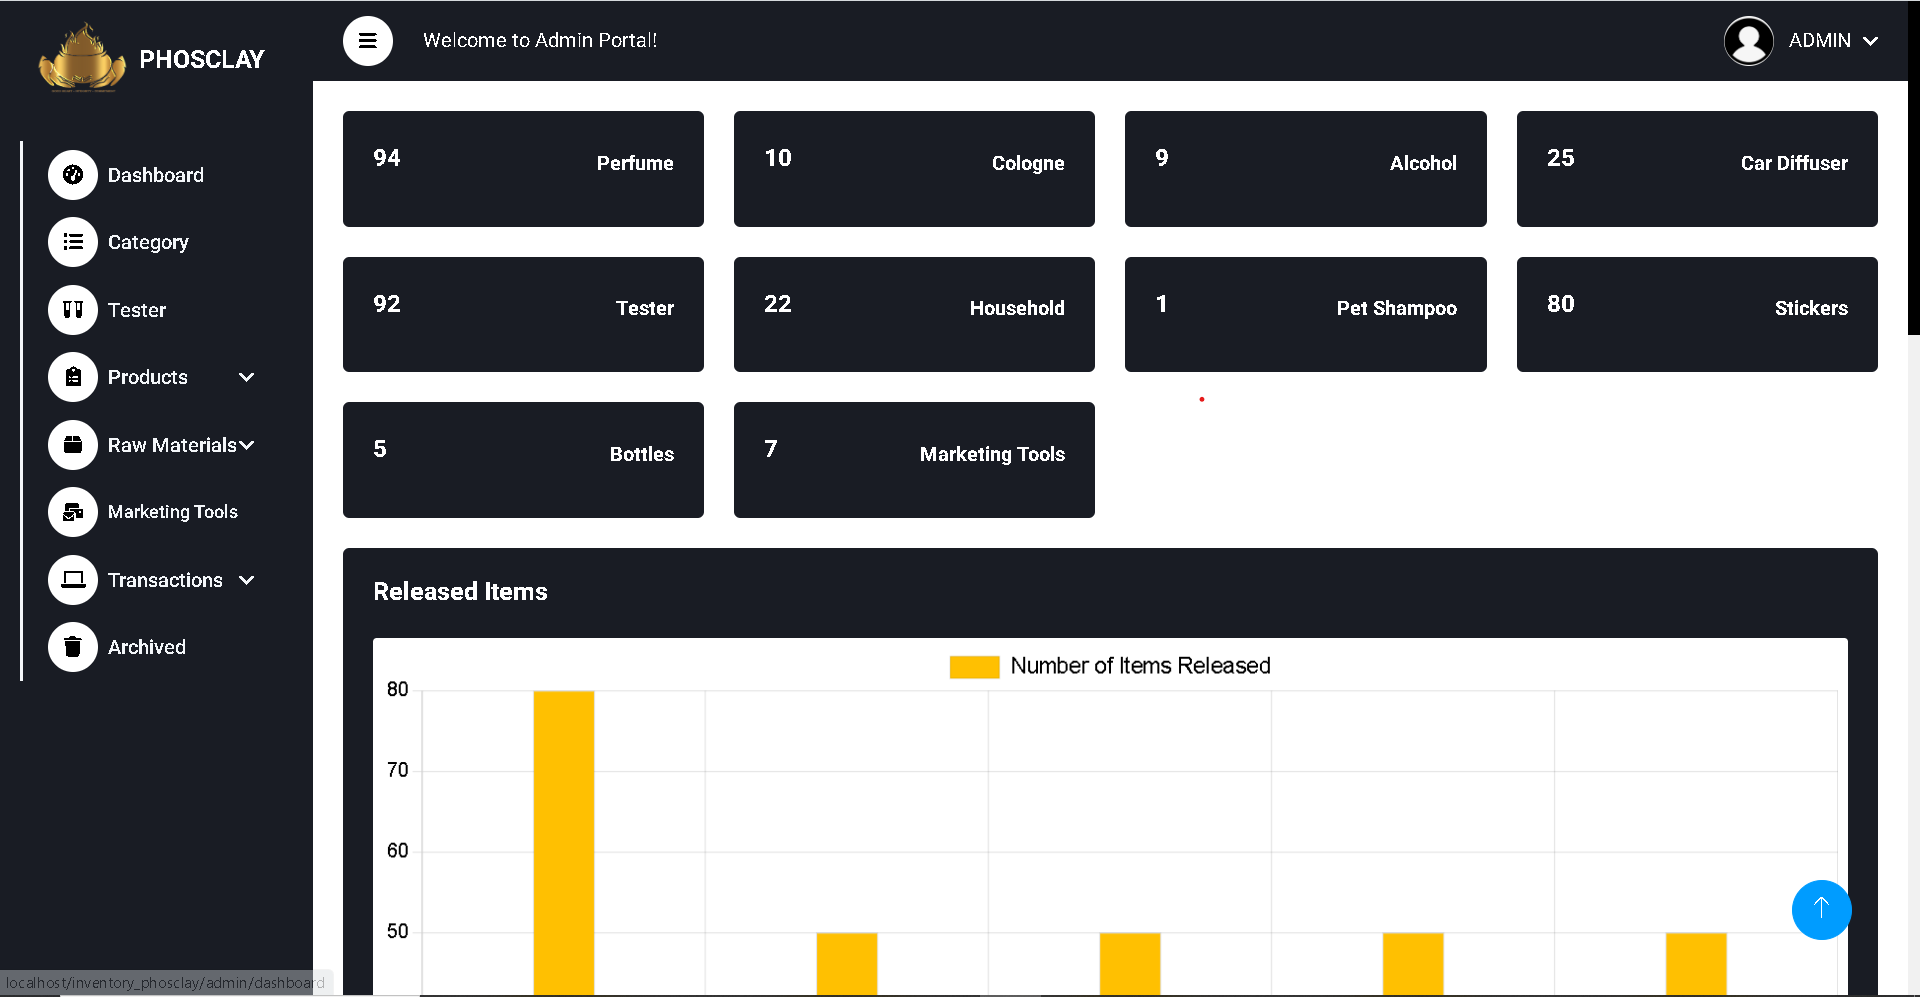 PHOSCLAY
Welcome to Admin Portal!
ADMIN
Dashboard
Category
Tester
Products
Raw Materials
Marketing Tools
Transactions
Archived
94 Perfume
10 Cologne
9 Alcohol
25 Car Diffuser
92 Tester
22 Household
1 Pet Shampoo
80 Stickers
5 Bottles
7 Marketing Tools
Released Items
Number of Items Released
80
70
60
50
localhost/inventory_phosclay/admin/dashboard